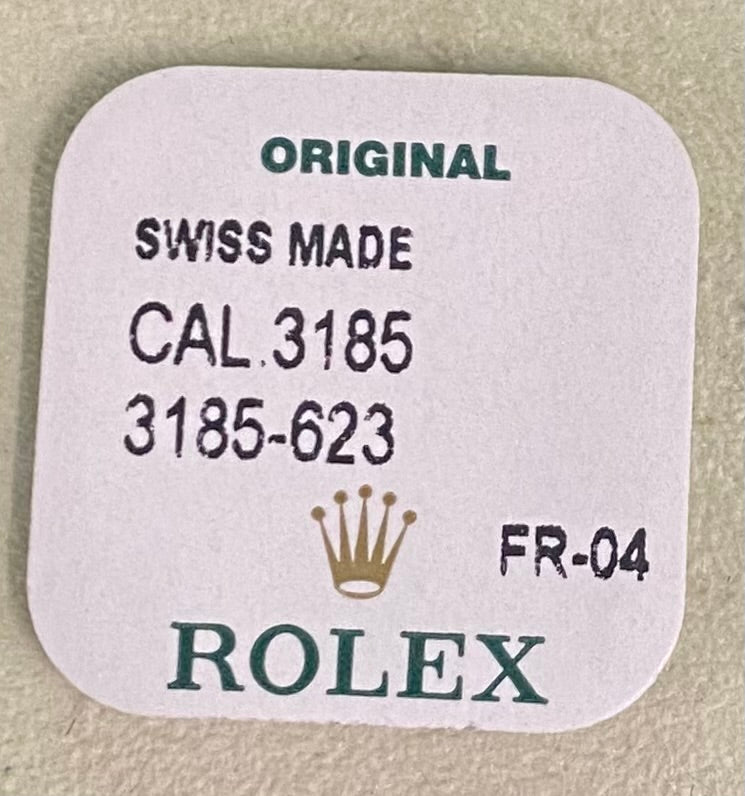 ORIGINAL
SWISS MADE
CAL.3185
3185-623
FR-04
ROLEX